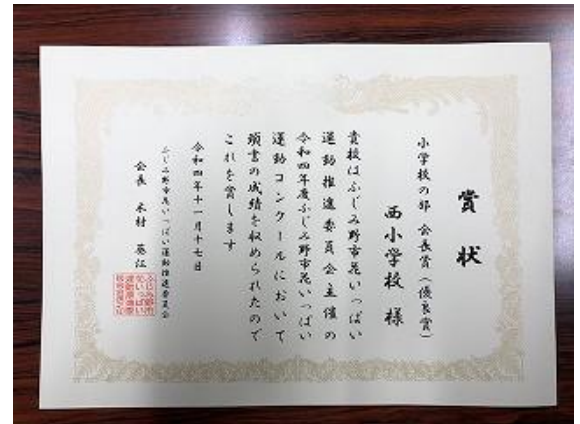 賞状
小学校の部 会長賞(優良賞)
西小学校 様
貴校はふじみ野市花いっぱい
運動推進委員会主催の
令和四年度ふじみ野市花いっぱい
運動コンクールにおいて
頭書の成績を収められたので
これを賞します
令和四年十一月十七日
ふじみ野市花いっぱい運動推進委員会
会長 木村